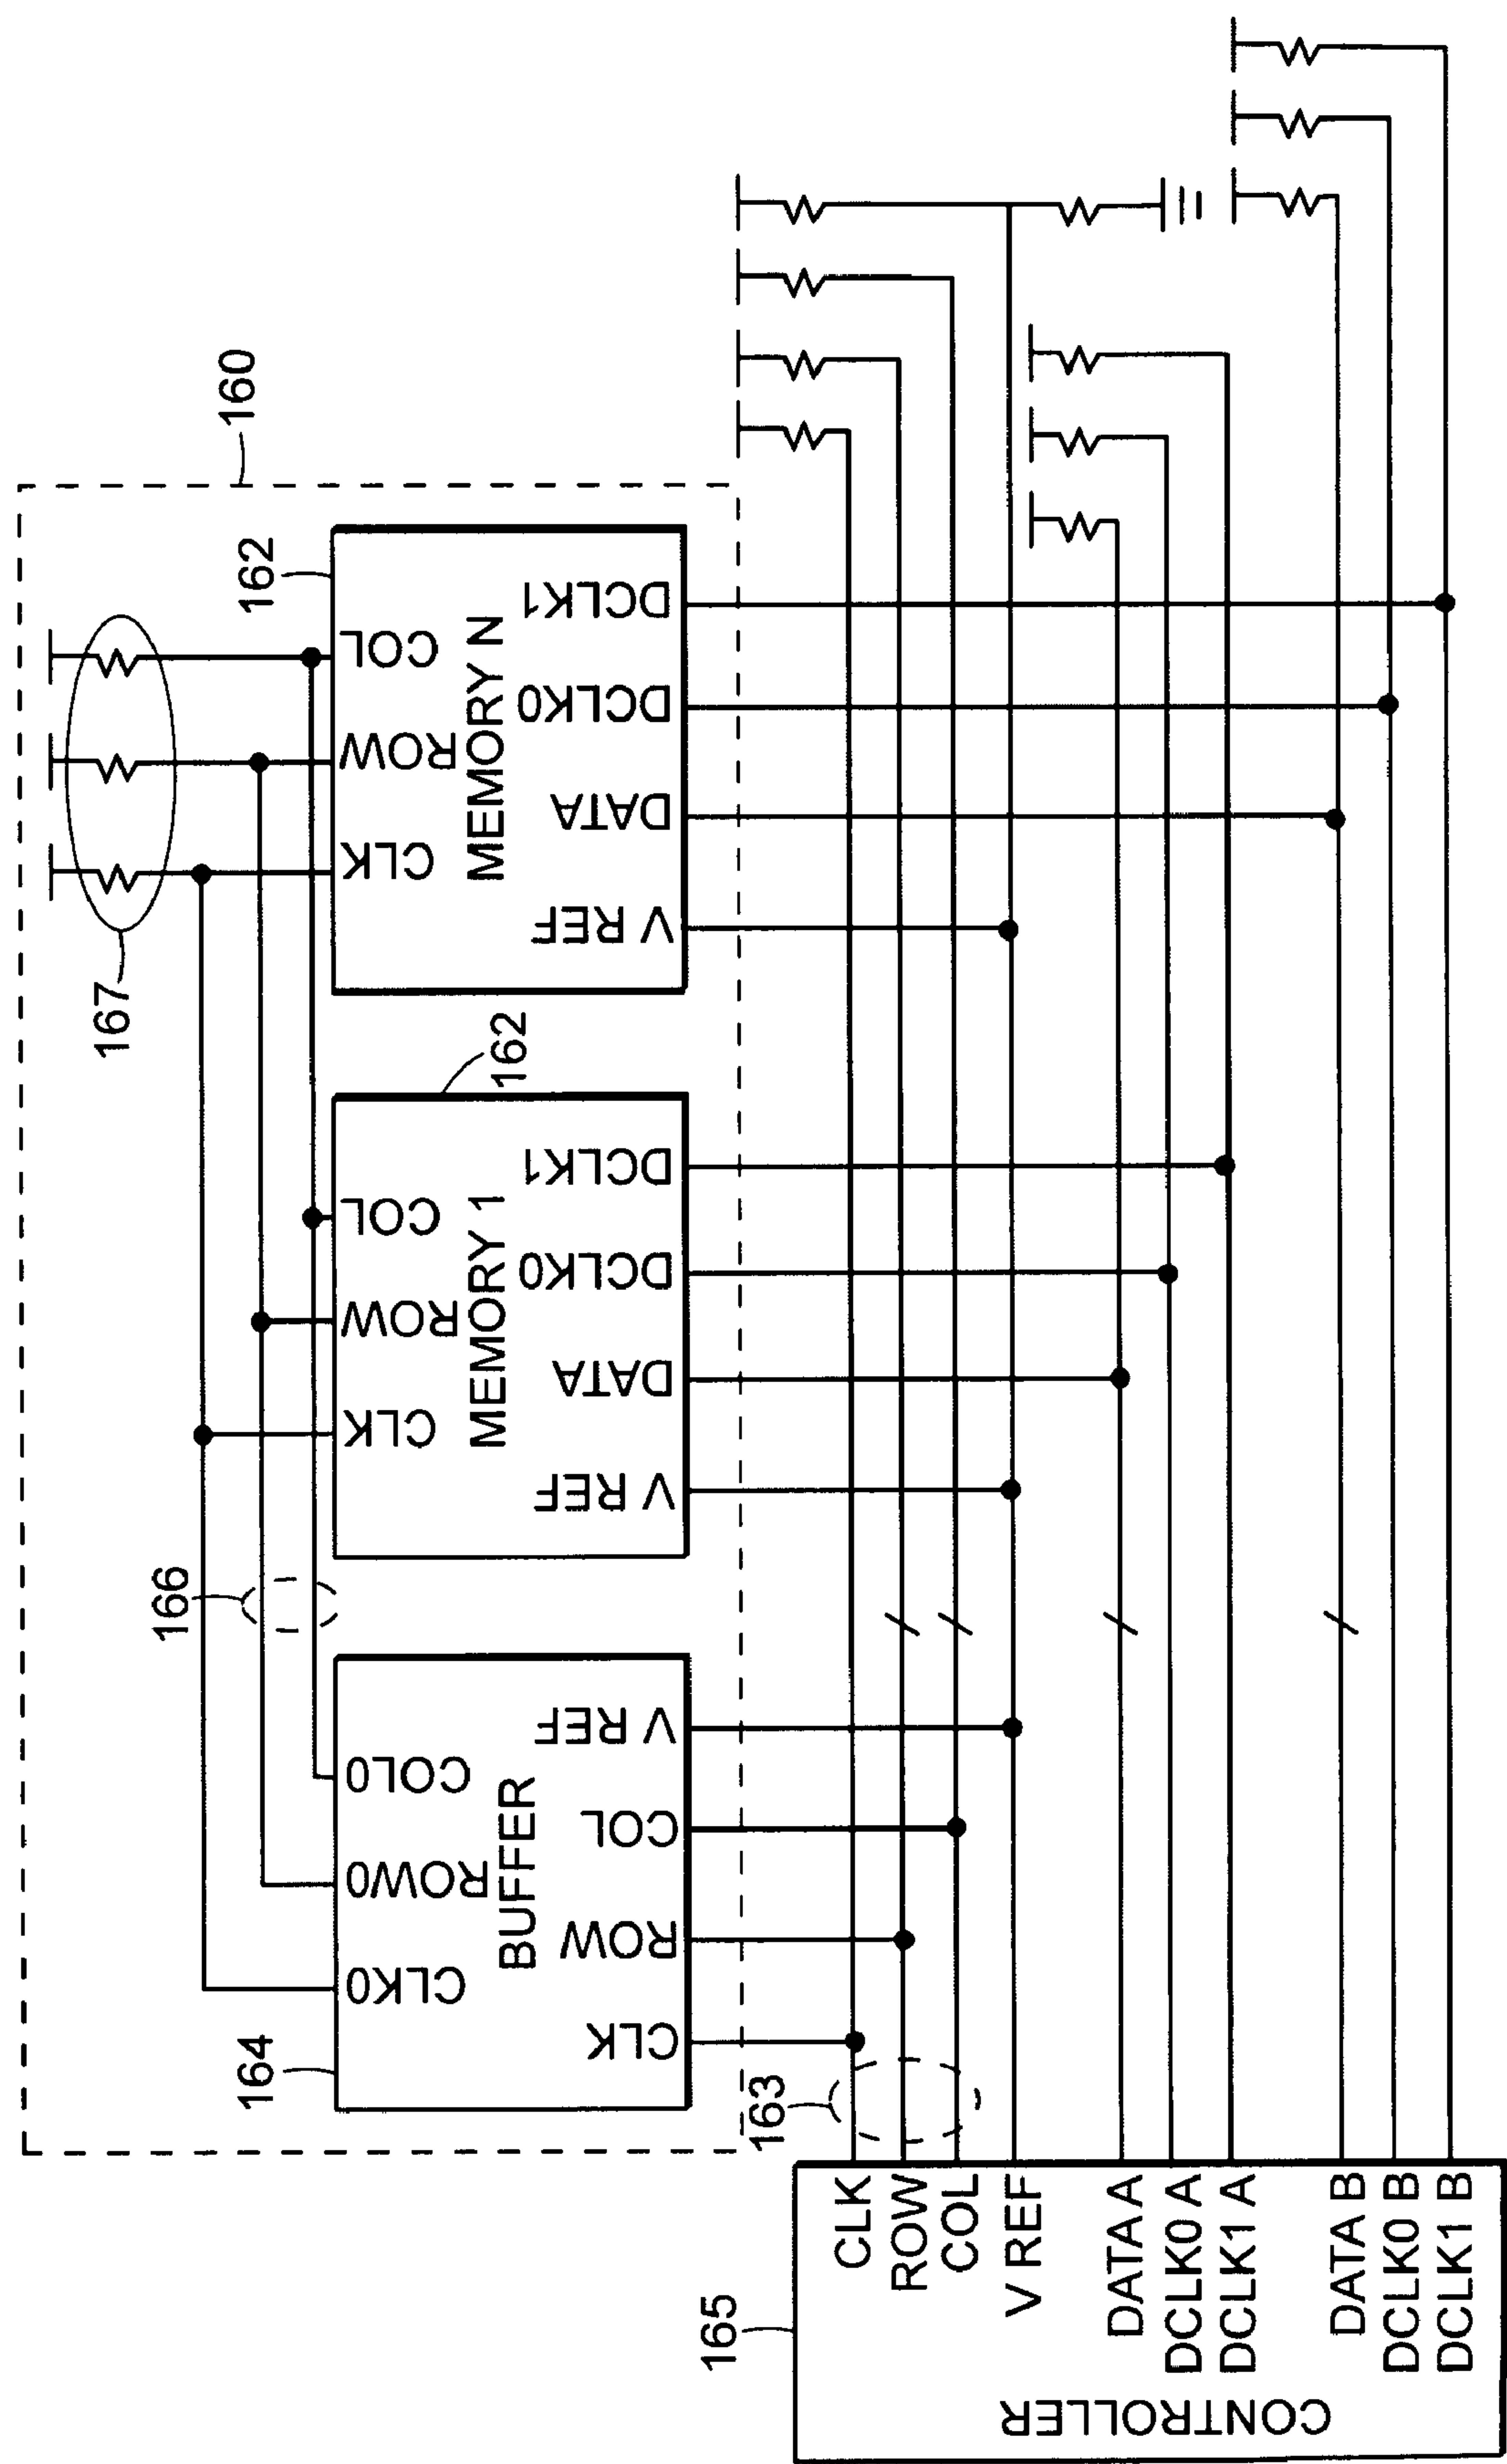 160
167
166
162
COL
ROW
CLK
MEMORY N
DCLK1
DCLK0
DATA
V REF
162
COL
ROW
CLK
MEMORY 1
DCLK1
DCLK0
DATA
V REF
164
COL0
ROW0
CLK0
BUFFER
V REF
COL
ROW
CLK
163
165
CONTROLLER
CLK
ROW
COL
V REF
DATA A
DCLK0 A
DCLK1 A
DATA B
DCLK0 B
DCLK1 B